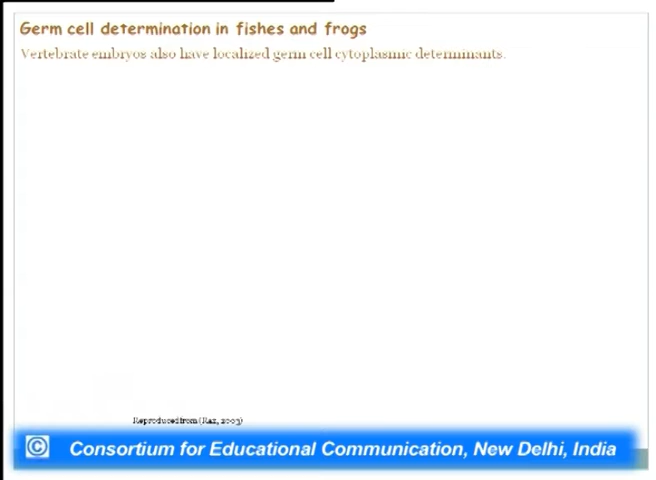 Germ cell determination in fishes and frogs
Vertebrate embryos also have localized germ cell cytoplasmic determinants.
Reproduced from (Raz, 2003)
© Consortium for Educational Communication, New Delhi, India